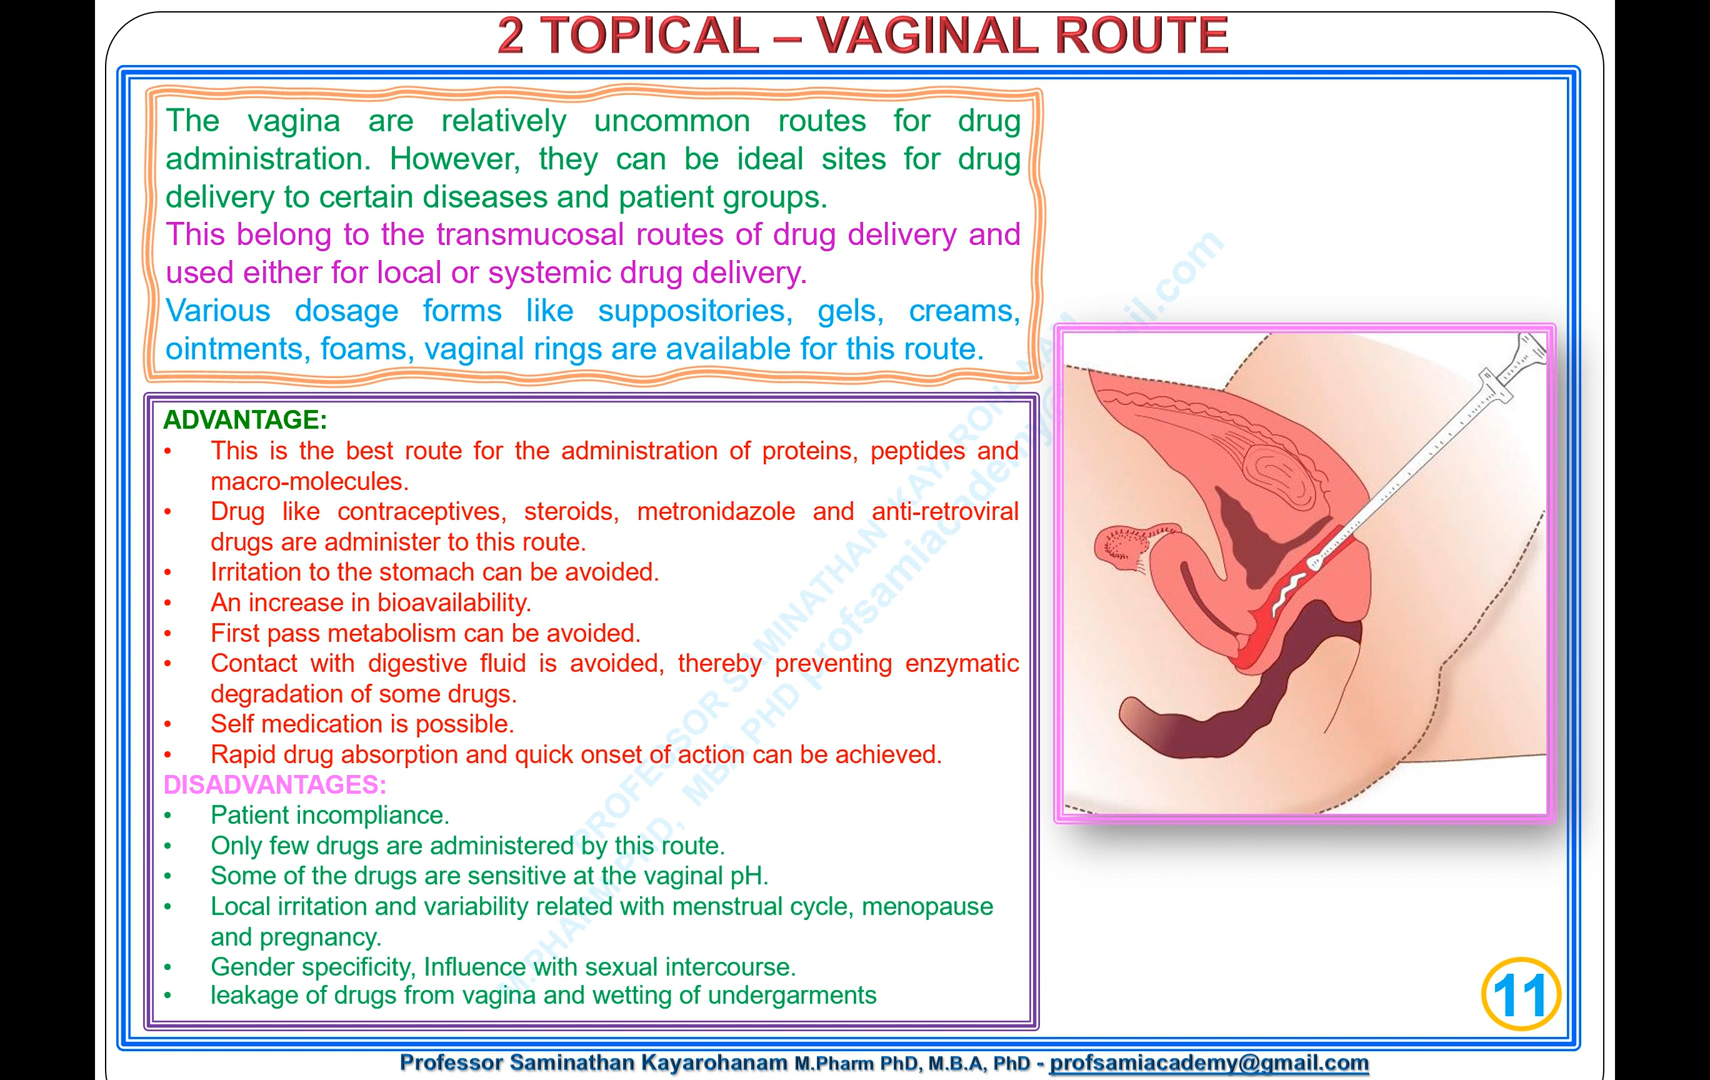 2 TOPICAL – VAGINAL ROUTE
The vagina are relatively uncommon routes for drug
administration. However, they can be ideal sites for drug
delivery to certain diseases and patient groups.
This belong to the transmucosal routes of drug delivery and
used either for local or systemic drug delivery.
Various dosage forms like suppositories, gels, creams,
ointments, foams, vaginal rings are available for this route.
ADVANTAGE:
• This is the best route for the administration of proteins, peptides and
macro-molecules.
• Drug like contraceptives, steroids, metronidazole and anti-retroviral
drugs are administer to this route.
• Irritation to the stomach can be avoided.
• An increase in bioavailability.
• First pass metabolism can be avoided.
• Contact with digestive fluid is avoided, thereby preventing enzymatic
degradation of some drugs.
• Self medication is possible.
• Rapid drug absorption and quick onset of action can be achieved.
DISADVANTAGES:
• Patient incompliance.
• Only few drugs are administered by this route.
• Some of the drugs are sensitive at the vaginal pH.
• Local irritation and variability related with menstrual cycle, menopause
and pregnancy.
• Gender specificity, Influence with sexual intercourse.
• leakage of drugs from vagina and wetting of undergarments
PROFESSOR SAMINATHAN KAYAROHANAM
M.PHARM PHD, MBA, PHD profsamiacademy@gmail.com
11
Professor Saminathan Kayarohanam M.Pharm PhD, M.B.A, PhD - profsamiacademy@gmail.com